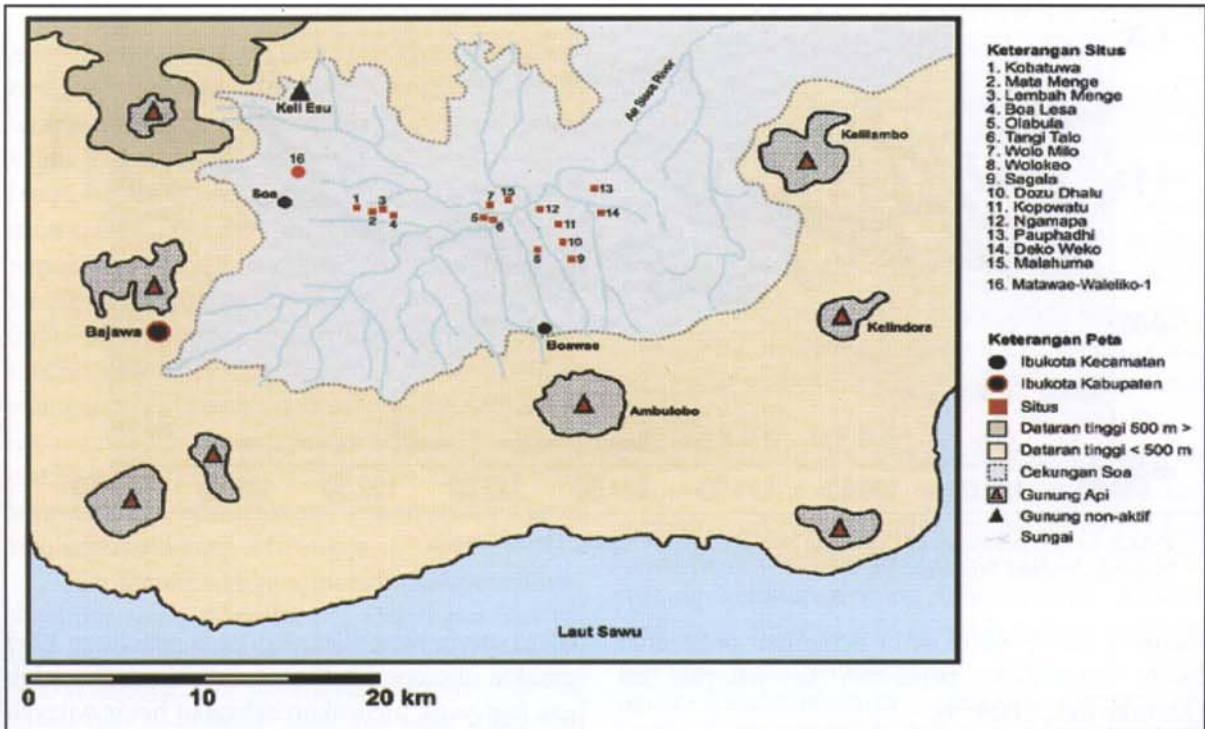 Keli Esu
Ae Sissa River
Kelilambo
16
Soa
1
2
3
4
5
6
7
15
12
13
14
11
10
8
9
Bajawa
Boawae
Kelindora
Ambulobo
Laut Sawu
0
10
20 km
Keterangan Situs
1. Kobatuwa
2. Mata Menge
3. Lembah Menge
4. Boa Lesa
5. Olabula
6. Tangi Talo
7. Wolo Milo
8. Wolokeo
9. Sagala
10. Dozu Dhalu
11. Kopowatu
12. Ngamapa
13. Pauphadhi
14. Deko Weko
15. Malahuma
16. Matawae-Waleliko-1
Keterangan Peta
Ibukota Kecamatan
Ibukota Kabupaten
Situs
Dataran tinggi 500 m >
Dataran tinggi < 500 m
Cekungan Soa
Gunung Api
Gunung non-aktif
Sungai